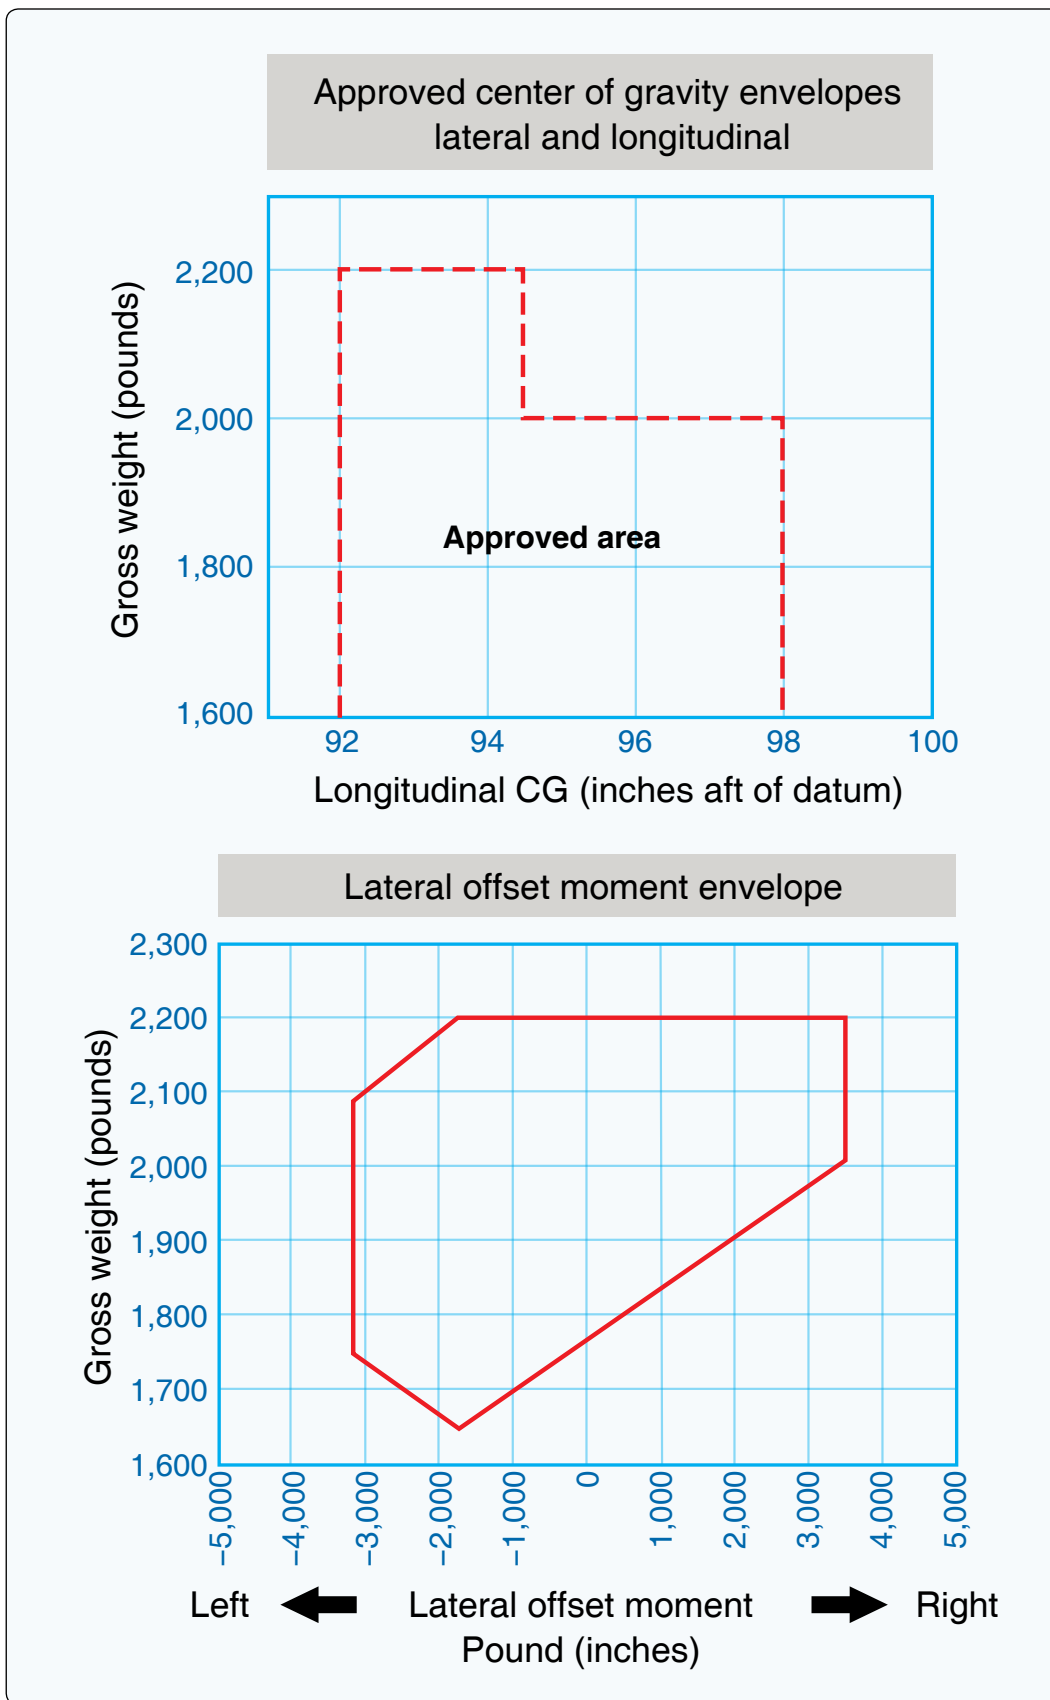 Approved center of gravity envelopes
lateral and longitudinal
Gross weight (pounds)
2,200
2,000
1,800
1,600
Approved area
92 94 96 98 100
Longitudinal CG (inches aft of datum)
Lateral offset moment envelope
Gross weight (pounds)
2,300
2,200
2,100
2,000
1,900
1,800
1,700
1,600
–5,000 –4,000 –3,000 –2,000 –1,000 0 1,000 2,000 3,000 4,000 5,000
Left Lateral offset moment Right
Pound (inches)